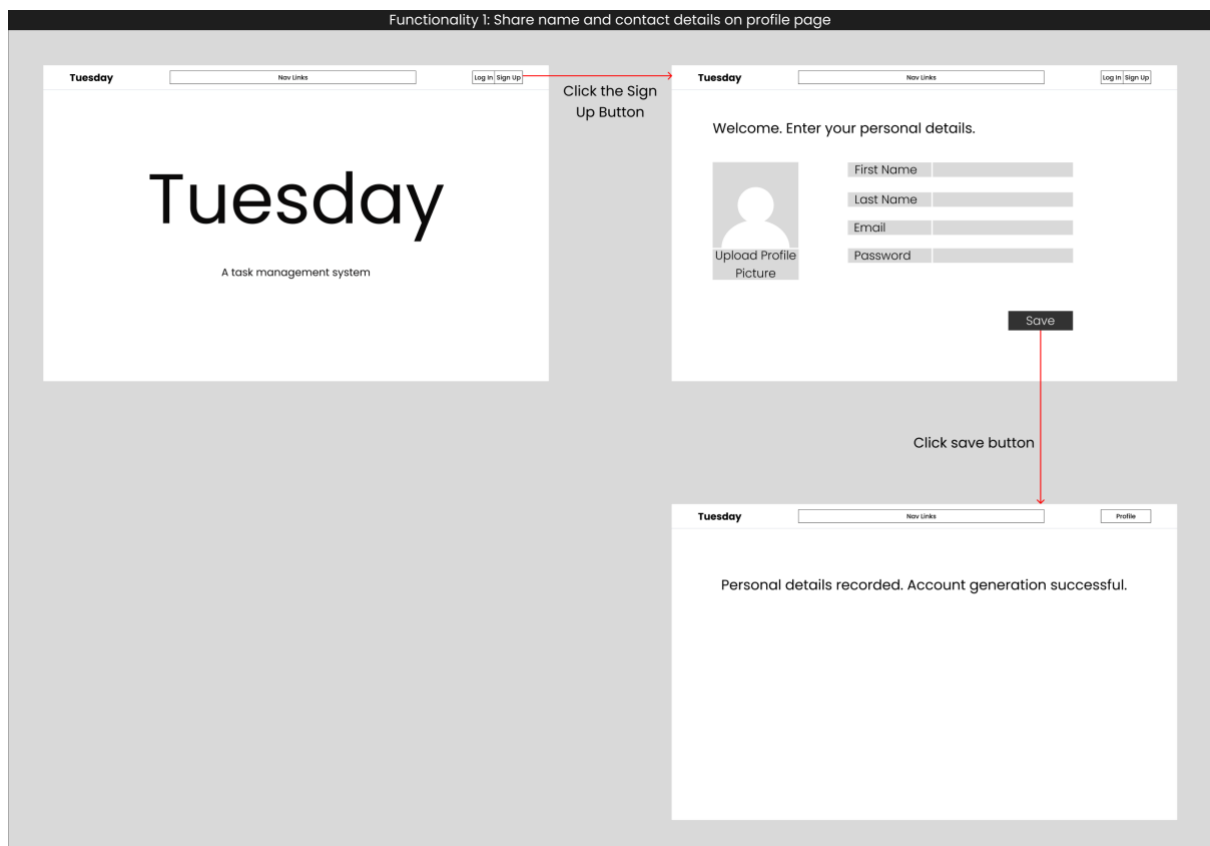 Functionality 1: Share name and contact details on profile page
Tuesday
Nav Links
Log In
Sign Up
Tuesday
A task management system
Click the Sign
Up Button
Tuesday
Nav Links
Log In
Sign Up
Welcome. Enter your personal details.
Upload Profile
Picture
First Name
Last Name
Email
Password
Save
Click save button
Tuesday
Nav Links
Profile
Personal details recorded. Account generation successful.